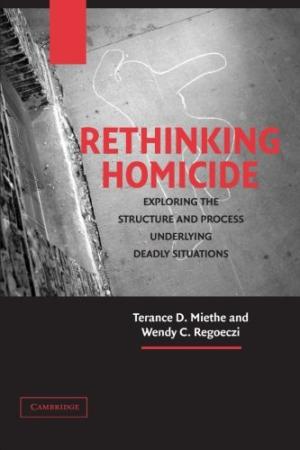 RETHINKING
HOMICIDE
EXPLORING THE
STRUCTURE AND PROCESS
UNDERLYING
DEADLY SITUATIONS
Terance D. Miethe and
Wendy C. Regoeczi
CAMBRIDGE